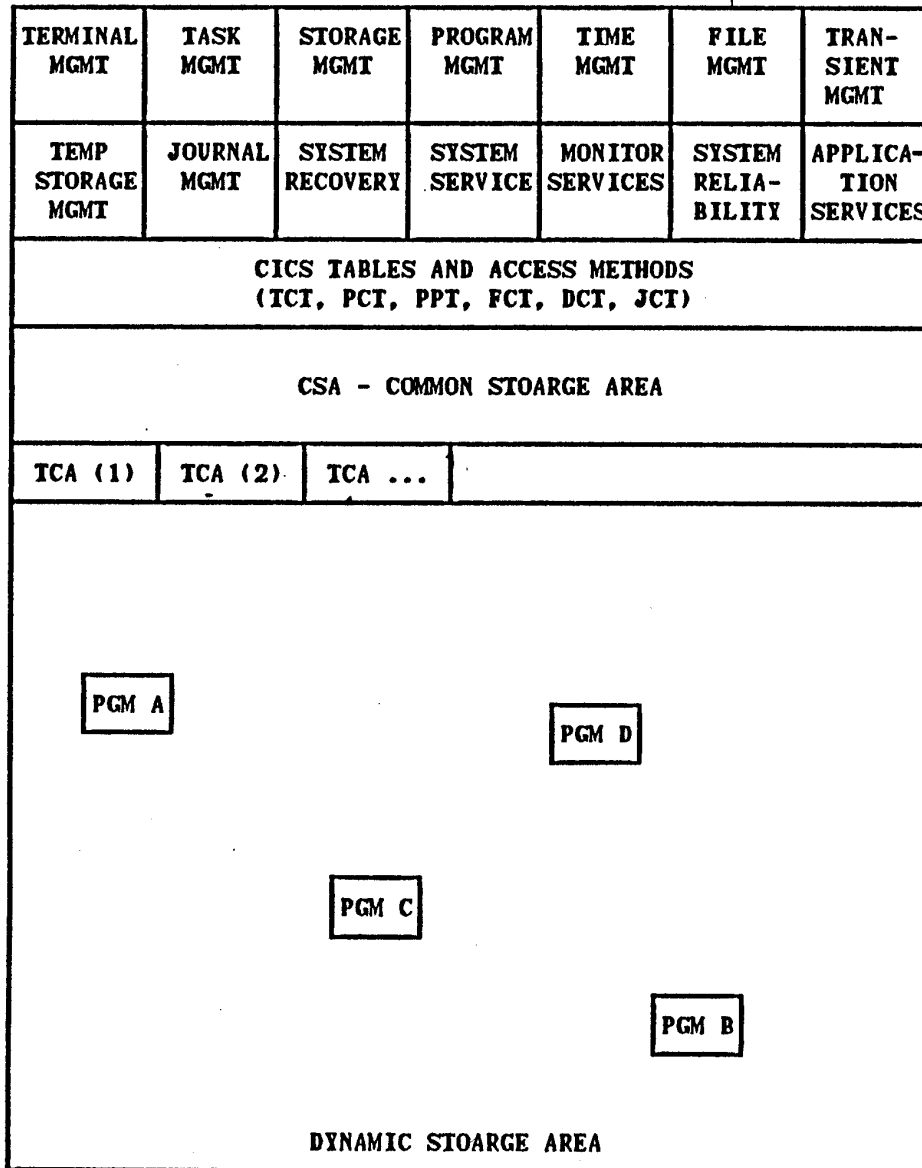 TERMINAL MGMT
TASK MGMT
STORAGE MGMT
PROGRAM MGMT
TIME MGMT
FILE MGMT
TRAN-
SIENT
MGMT
TEMP
STORAGE
MGMT
JOURNAL
MGMT
SYSTEM
RECOVERY
SYSTEM
SERVICE
MONITOR
SERVICES
SYSTEM
RELIA-
BILITY
APPLICA-
TION
SERVICES
CICS TABLES AND ACCESS METHODS
(TCT, PCT, PPT, FCT, DCT, JCT)
CSA - COMMON STOARGE AREA
TCA (1)
TCA (2)
TCA ...
PGM A
PGM D
PGM C
PGM B
DYNAMIC STOARGE AREA